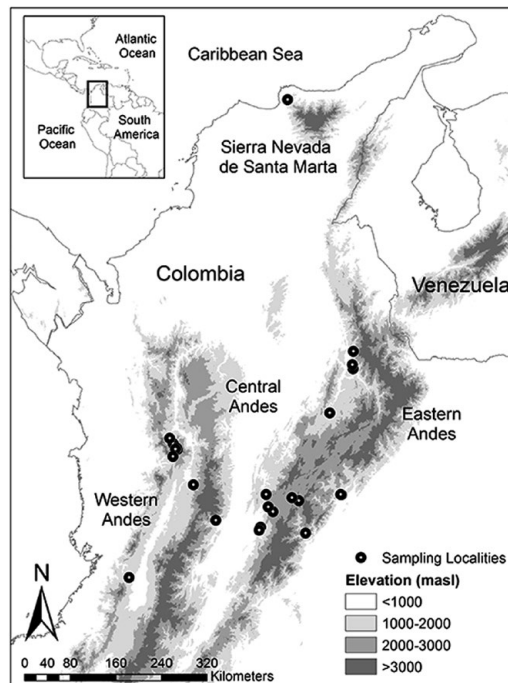 Atlantic
Ocean
Caribbean Sea
Pacific
Ocean
South
America
Sierra Nevada
de Santa Marta
Colombia
Venezuela
Central
Andes
Eastern
Andes
Western
Andes
N
Sampling Localities
Elevation (masl)
<1000
1000-2000
2000-3000
>3000
0 40 80 160 240 320
Kilometers